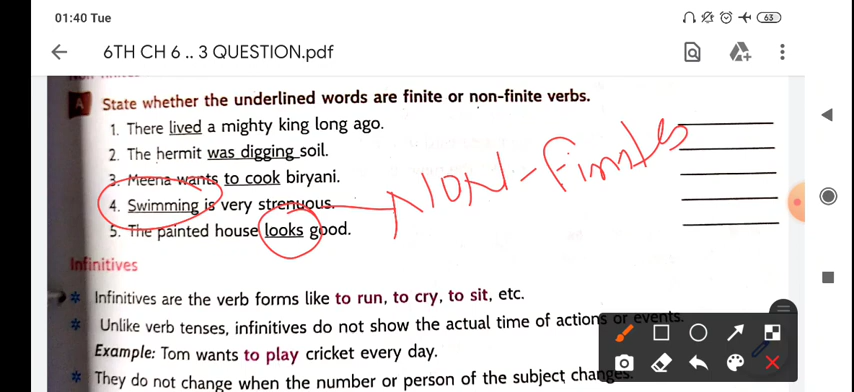 01:40 Tue
63
6TH CH 6 .. 3 QUESTION.pdf
A State whether the underlined words are finite or non-finite verbs.
1. There lived a mighty king long ago.
2. The hermit was digging soil.
3. Meena wants to cook biryani.
4. Swimming is very strenuous.
5. The painted house looks good.
NON-finites
Infinitives
* Infinitives are the verb forms like to run, to cry, to sit, etc.
* Unlike verb tenses, infinitives do not show the actual time of actions or events.
Example: Tom wants to play cricket every day.
* They do not change when the number or person of the subject changes.